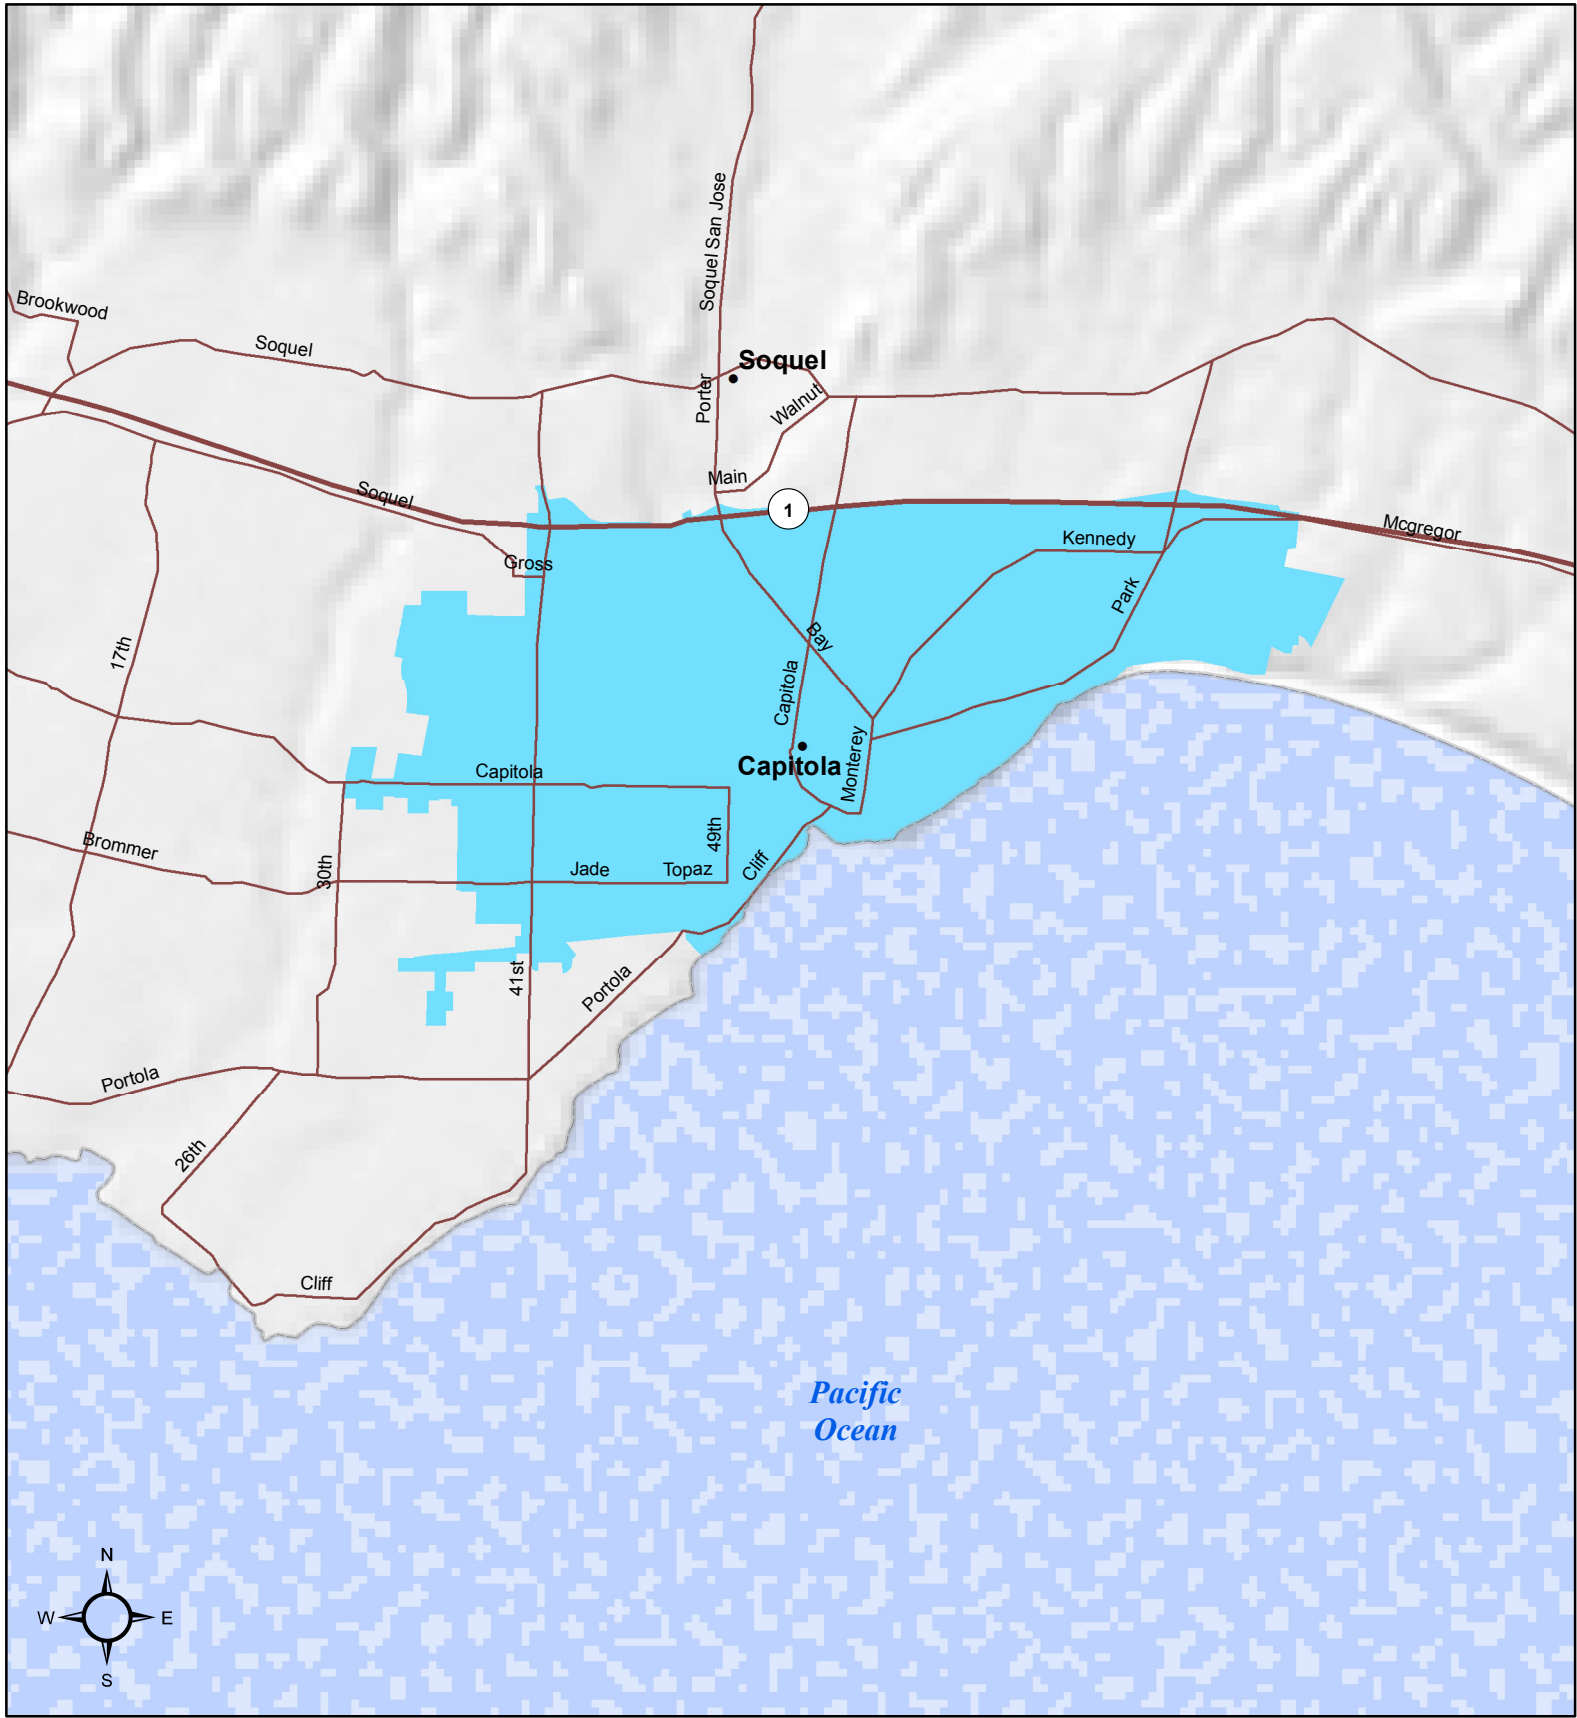 Soquel San Jose
Brookwood
Soquel
Soquel
Porter
Walnut
Main
Soquel
1
Mcgregor
Kennedy
Gross
Park
Bay
17th
Capitola
Monterey
Capitola
Capitola
49th
Brommer
30th
Jade
Topaz
Cliff
41st
Portola
Portola
26th
Cliff
Pacific
Ocean
N
W
E
S